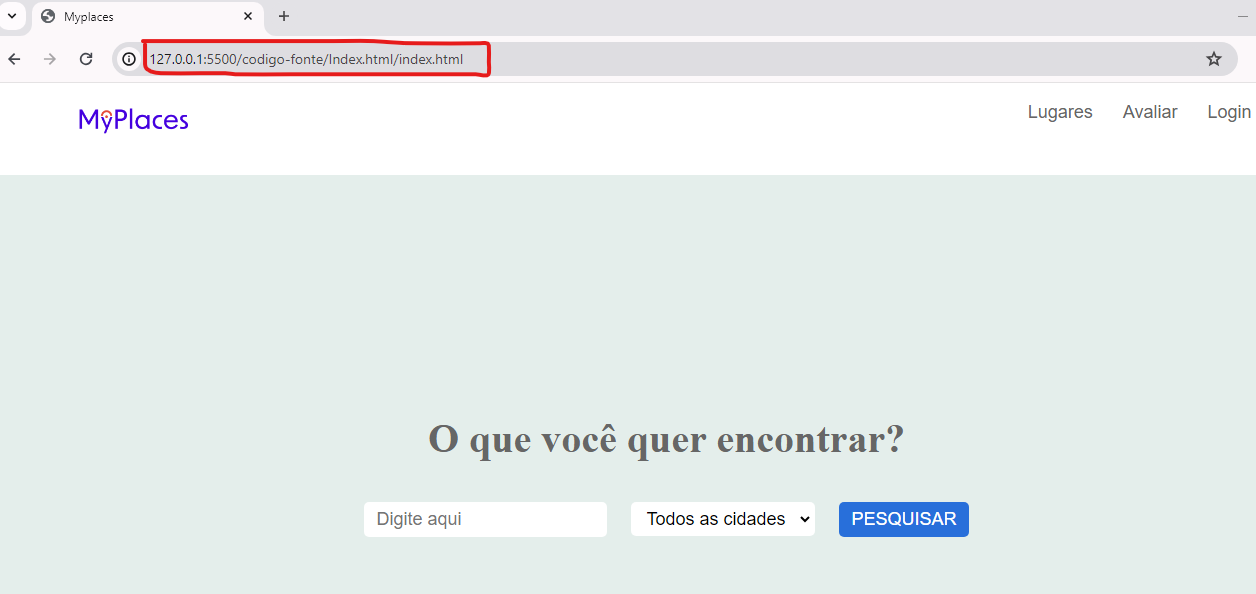 Myplaces
127.0.0.1:5500/codigo-fonte/Index.html/index.html
MyPlaces
Lugares Avaliar Login
O que você quer encontrar?
Digite aqui Todos as cidades PESQUISAR